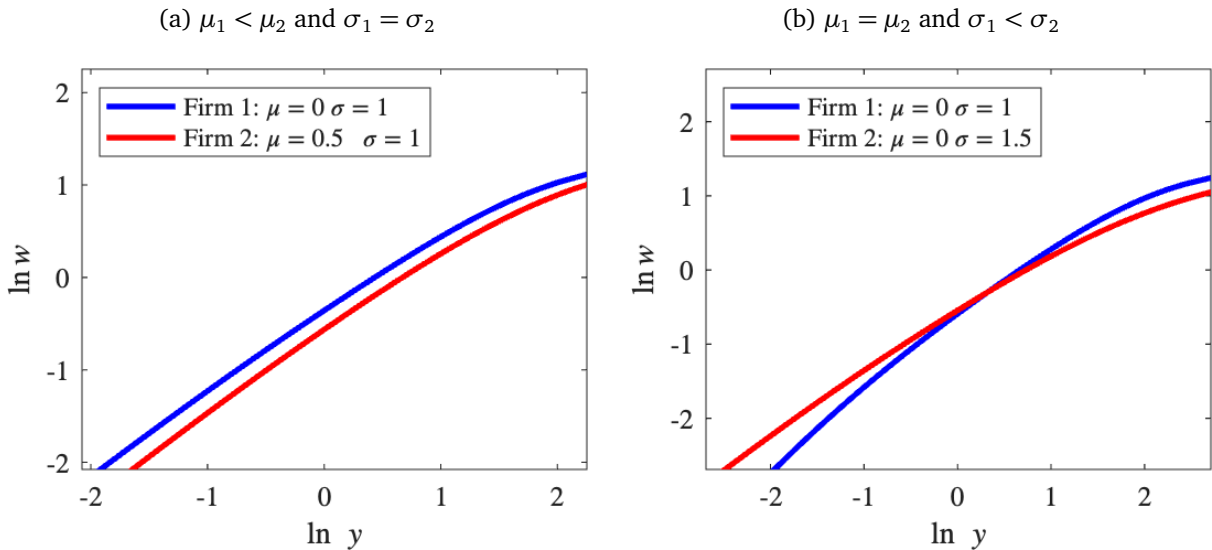 (a) μ₁ < μ₂ and σ₁ = σ₂
2
1
0
-1
-2
ln w
Firm 1: μ = 0 σ = 1
Firm 2: μ = 0.5 σ = 1
-2 -1 0 1 2
ln y
(b) μ₁ = μ₂ and σ₁ < σ₂
2
1
0
-1
-2
ln w
Firm 1: μ = 0 σ = 1
Firm 2: μ = 0 σ = 1.5
-2 -1 0 1 2
ln y